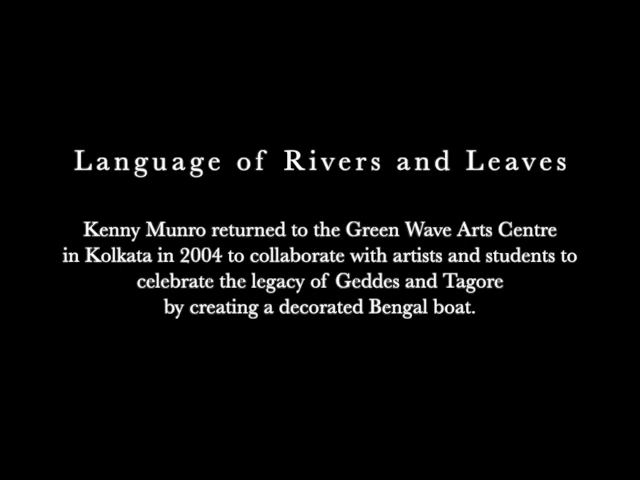 Language of Rivers and Leaves
Kenny Munro returned to the Green Wave Arts Centre
in Kolkata in 2004 to collaborate with artists and students to
celebrate the legacy of Geddes and Tagore
by creating a decorated Bengal boat.